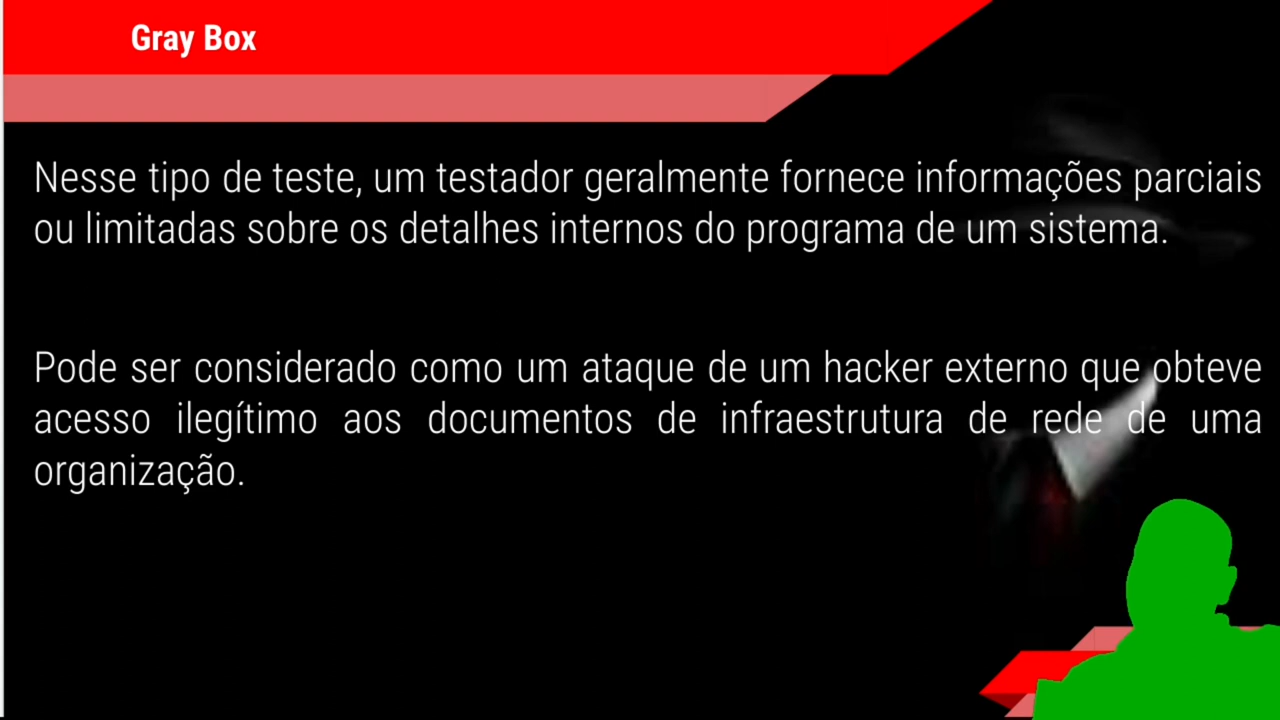 Gray Box
Nesse tipo de teste, um testador geralmente fornece informações parciais
ou limitadas sobre os detalhes internos do programa de um sistema.
Pode ser considerado como um ataque de um hacker externo que obteve
acesso ilegítimo aos documentos de infraestrutura de rede de uma
organização.